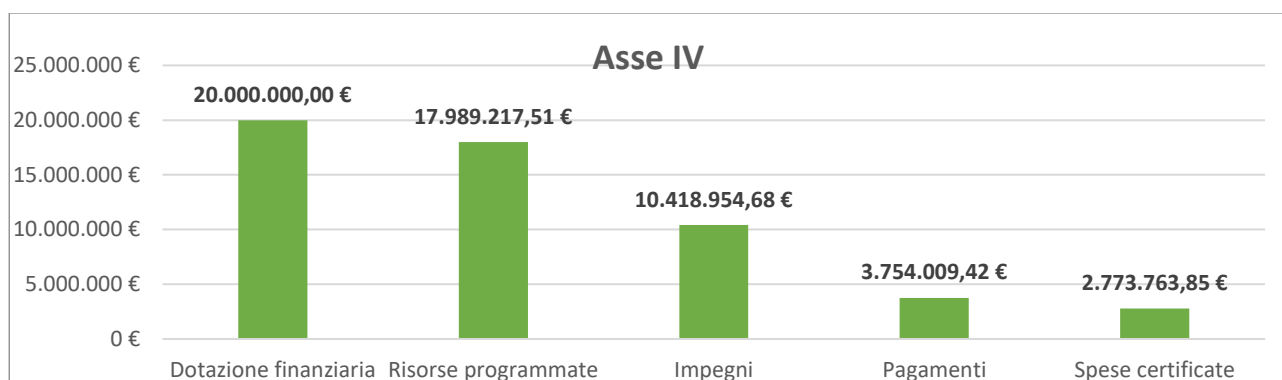 Asse IV
25.000.000 €
20.000.000 €
15.000.000 €
10.000.000 €
5.000.000 €
0 €
20.000.000,00 €
17.989.217,51 €
10.418.954,68 €
3.754.009,42 €
2.773.763,85 €
Dotazione finanziaria
Risorse programmate
Impegni
Pagamenti
Spese certificate